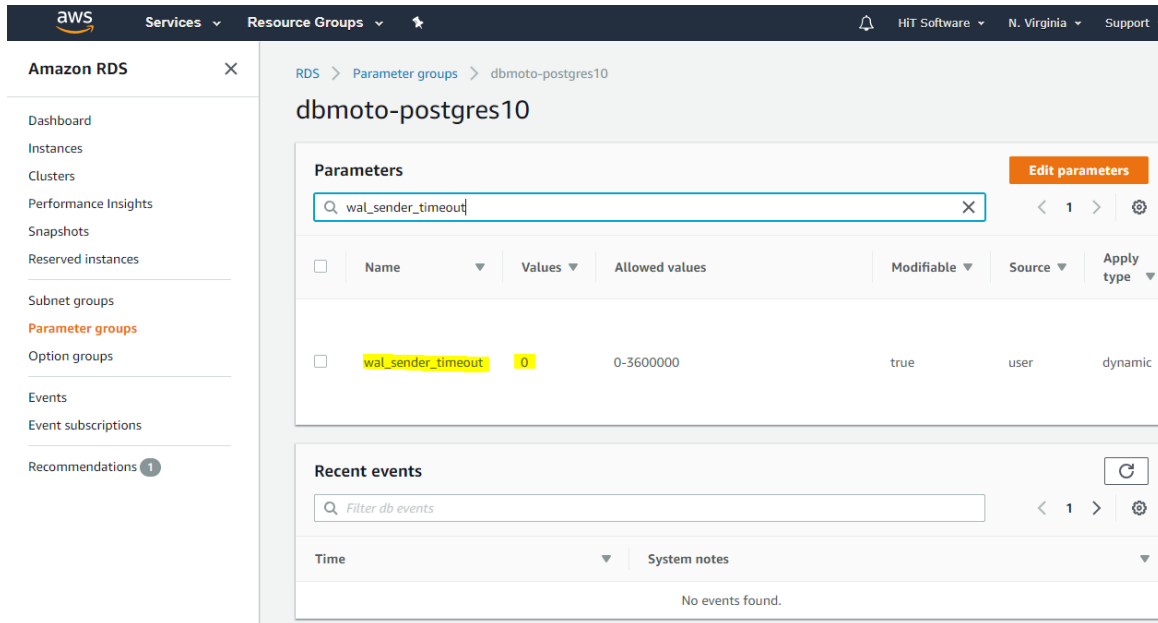 aws Services Resource Groups HiT Software N. Virginia Support
Amazon RDS
Dashboard
Instances
Clusters
Performance Insights
Snapshots
Reserved instances
Subnet groups
Parameter groups
Option groups
Events
Event subscriptions
Recommendations 1
RDS > Parameter groups > dbmoto-postgres10
dbmoto-postgres10
Parameters
Edit parameters
wal_sender_timeout
1
Name Values Allowed values Modifiable Source Apply type
wal_sender_timeout 0 0-3600000 true user dynamic
Recent events
Filter db events
1
Time System notes
No events found.